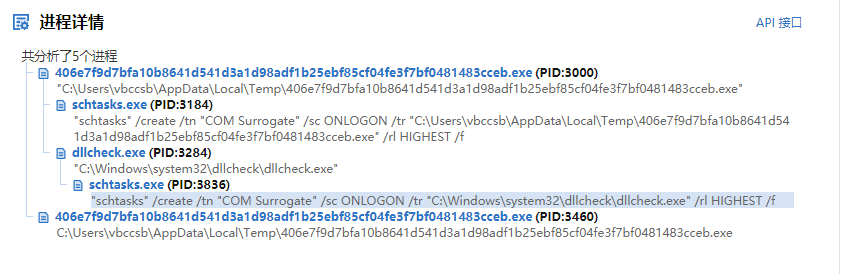 进程详情
API 接口
共分析了5个进程
406e7f9d7bfa10b8641d541d3a1d98adf1b25ebf85cf04fe3f7bf0481483cceb.exe (PID:3000)
"C:\Users\vbccsb\AppData\Local\Temp\406e7f9d7bfa10b8641d541d3a1d98adf1b25ebf85cf04fe3f7bf0481483cceb.exe"
schtasks.exe (PID:3184)
"schtasks" /create /tn "COM Surrogate" /sc ONLOGON /tr "C:\Users\vbccsb\AppData\Local\Temp\406e7f9d7bfa10b8641d54
1d3a1d98adf1b25ebf85cf04fe3f7bf0481483cceb.exe" /rl HIGHEST /f
dllcheck.exe (PID:3284)
"C:\Windows\system32\dllcheck\dllcheck.exe"
schtasks.exe (PID:3836)
"schtasks" /create /tn "COM Surrogate" /sc ONLOGON /tr "C:\Windows\system32\dllcheck\dllcheck.exe" /rl HIGHEST /f
406e7f9d7bfa10b8641d541d3a1d98adf1b25ebf85cf04fe3f7bf0481483cceb.exe (PID:3460)
C:\Users\vbccsb\AppData\Local\Temp\406e7f9d7bfa10b8641d541d3a1d98adf1b25ebf85cf04fe3f7bf0481483cceb.exe